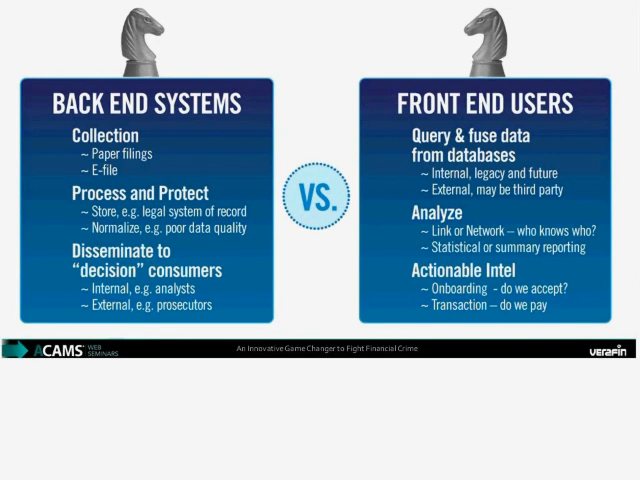 BACK END SYSTEMS
Collection
~ Paper filings
~ E-file
Process and Protect
~ Store, e.g. legal system of record
~ Normalize, e.g. poor data quality
Disseminate to
“decision” consumers
~ Internal, e.g. analysts
~ External, e.g. prosecutors
VS.
FRONT END USERS
Query & fuse data
from databases
~ Internal, legacy and future
~ External, may be third party
Analyze
~ Link or Network – who knows who?
~ Statistical or summary reporting
Actionable Intel
~ Onboarding - do we accept?
~ Transaction – do we pay
ACAMS WEB
SEMINARS
An Innovative Game Changer to Fight Financial Crime
verafin